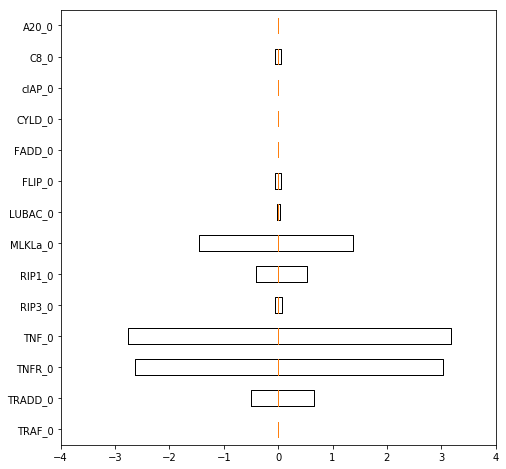 A20_0
C8_0
cIAP_0
CYLD_0
FADD_0
FLIP_0
LUBAC_0
MLKLa_0
RIP1_0
RIP3_0
TNF_0
TNFR_0
TRADD_0
TRAF_0
−4 −3 −2 −1 0 1 2 3 4